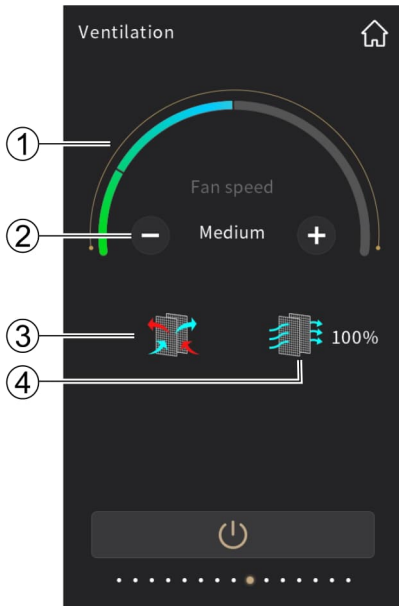 Ventilation
1
Fan speed
2
− Medium +
3
100%
4